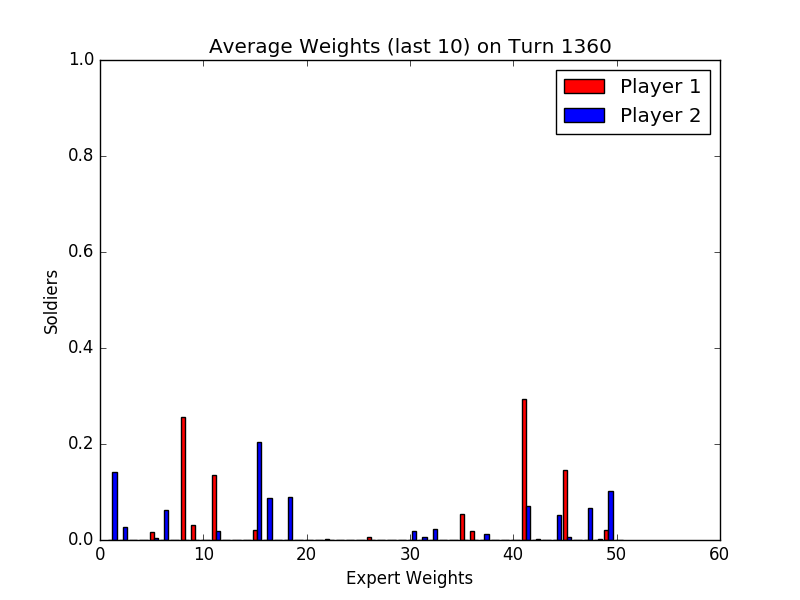 Average Weights (last 10) on Turn 1360
1.0
0.8
0.6
0.4
0.2
0.0
Soldiers
Player 1
Player 2
0 10 20 30 40 50 60
Expert Weights